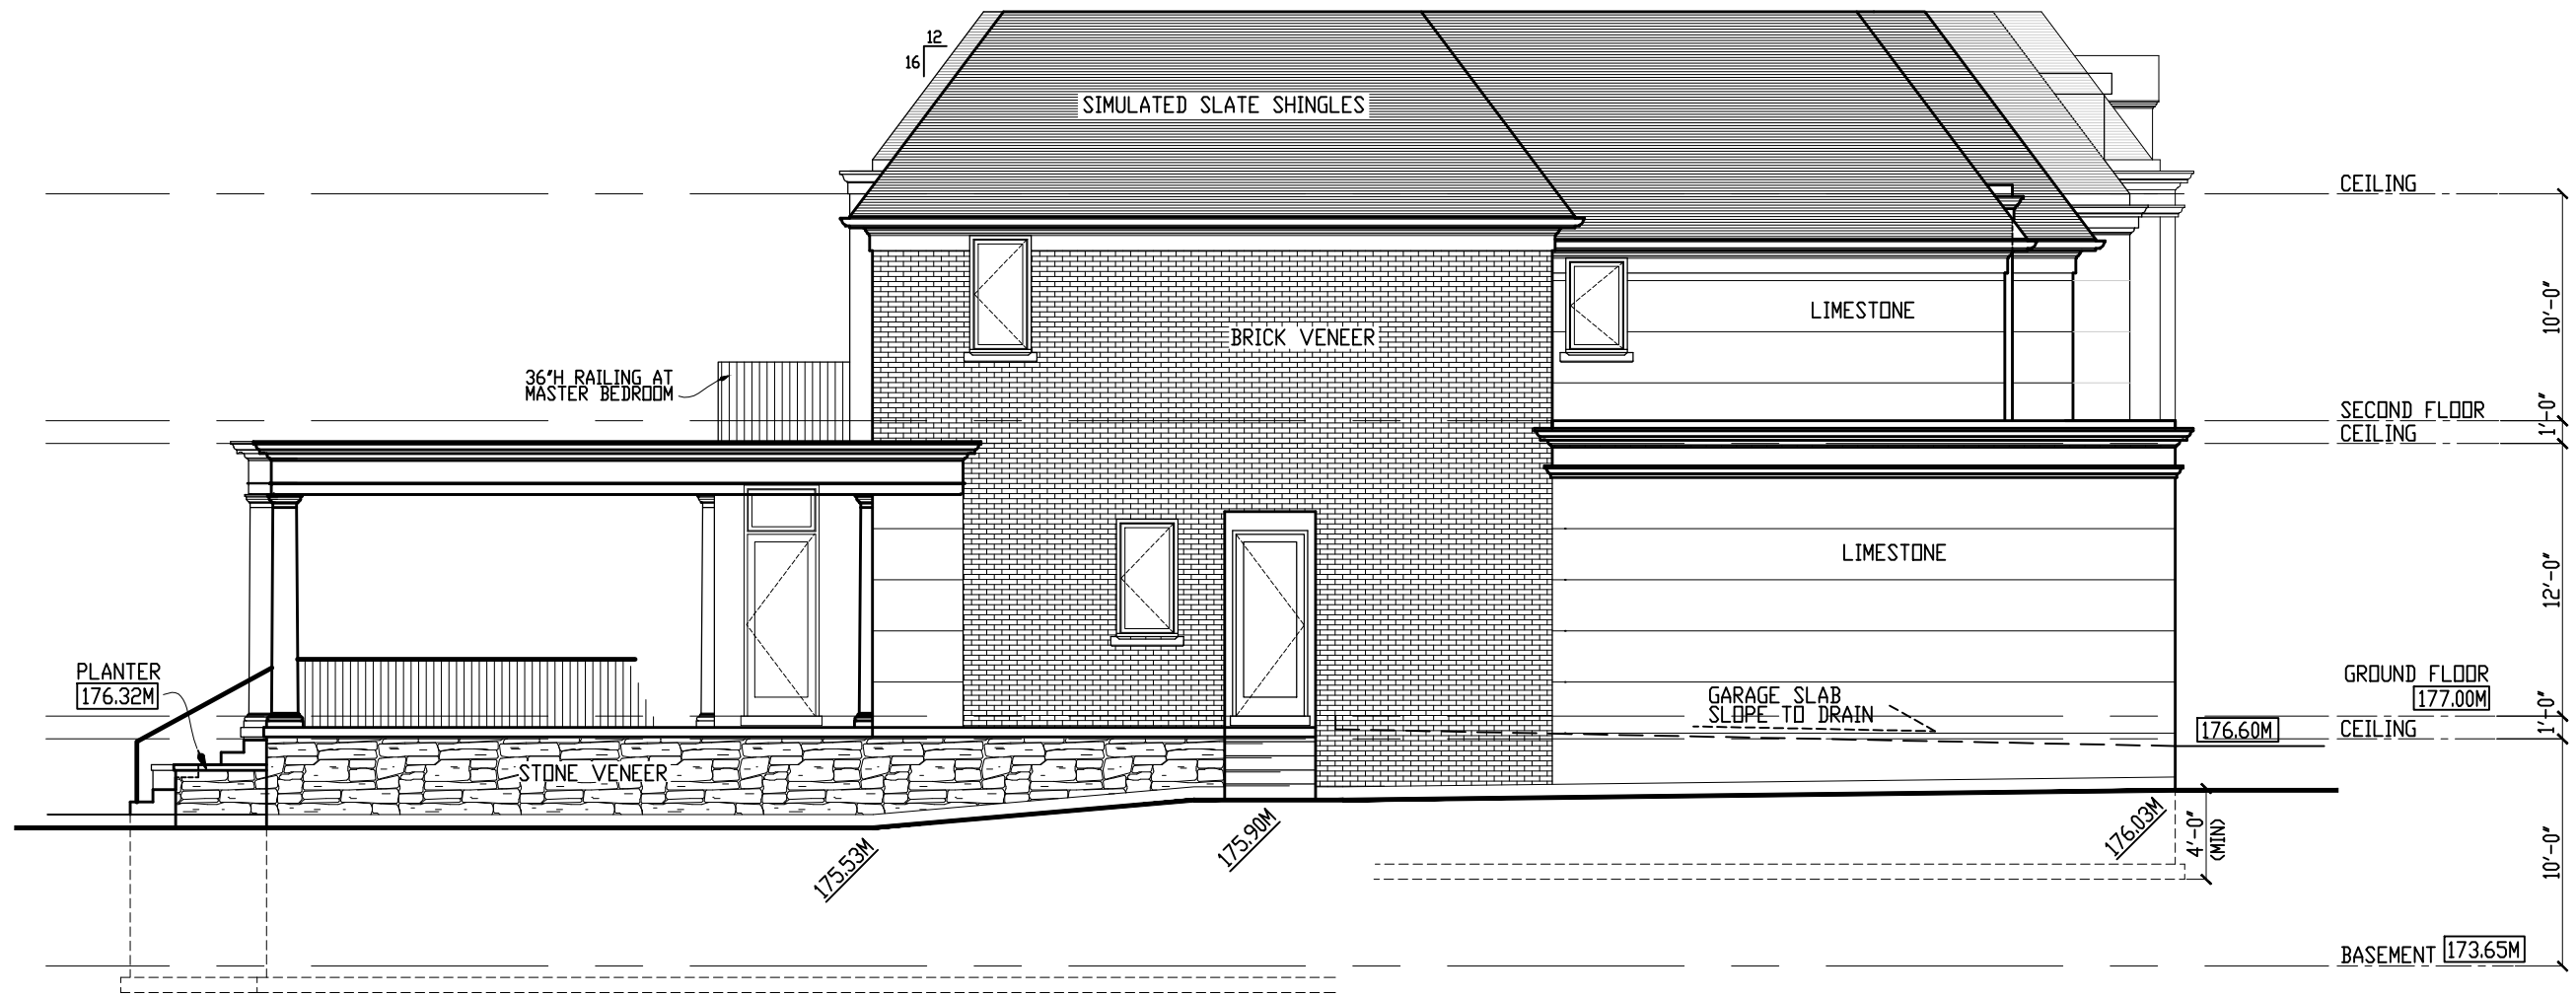 12
16
SIMULATED SLATE SHINGLES
CEILING
10'-0"
LIMESTONE
BRICK VENEER
36"H RAILING AT
MASTER BEDROOM
SECOND FLOOR
1'-0"
CEILING
LIMESTONE
12'-0"
PLANTER
176.32M
GROUND FLOOR
177.00M
GARAGE SLAB
SLOPE TO DRAIN
176.60M
CEILING
1'-0"
STONE VENEER
175.53M
175.90M
176.03M
4'-0"
(MIN)
10'-0"
BASEMENT 173.65M